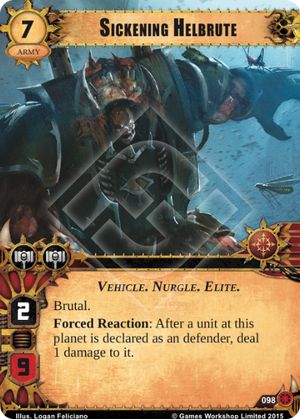 7
ARMY
SICKENING HELBRUTE
VEHICLE. NURGLE. ELITE.
2
9
Brutal.
Forced Reaction: After a unit at this
planet is declared as an defender, deal
1 damage to it.
098
Illus. Logan Feliciano
© Games Workshop Limited 2015